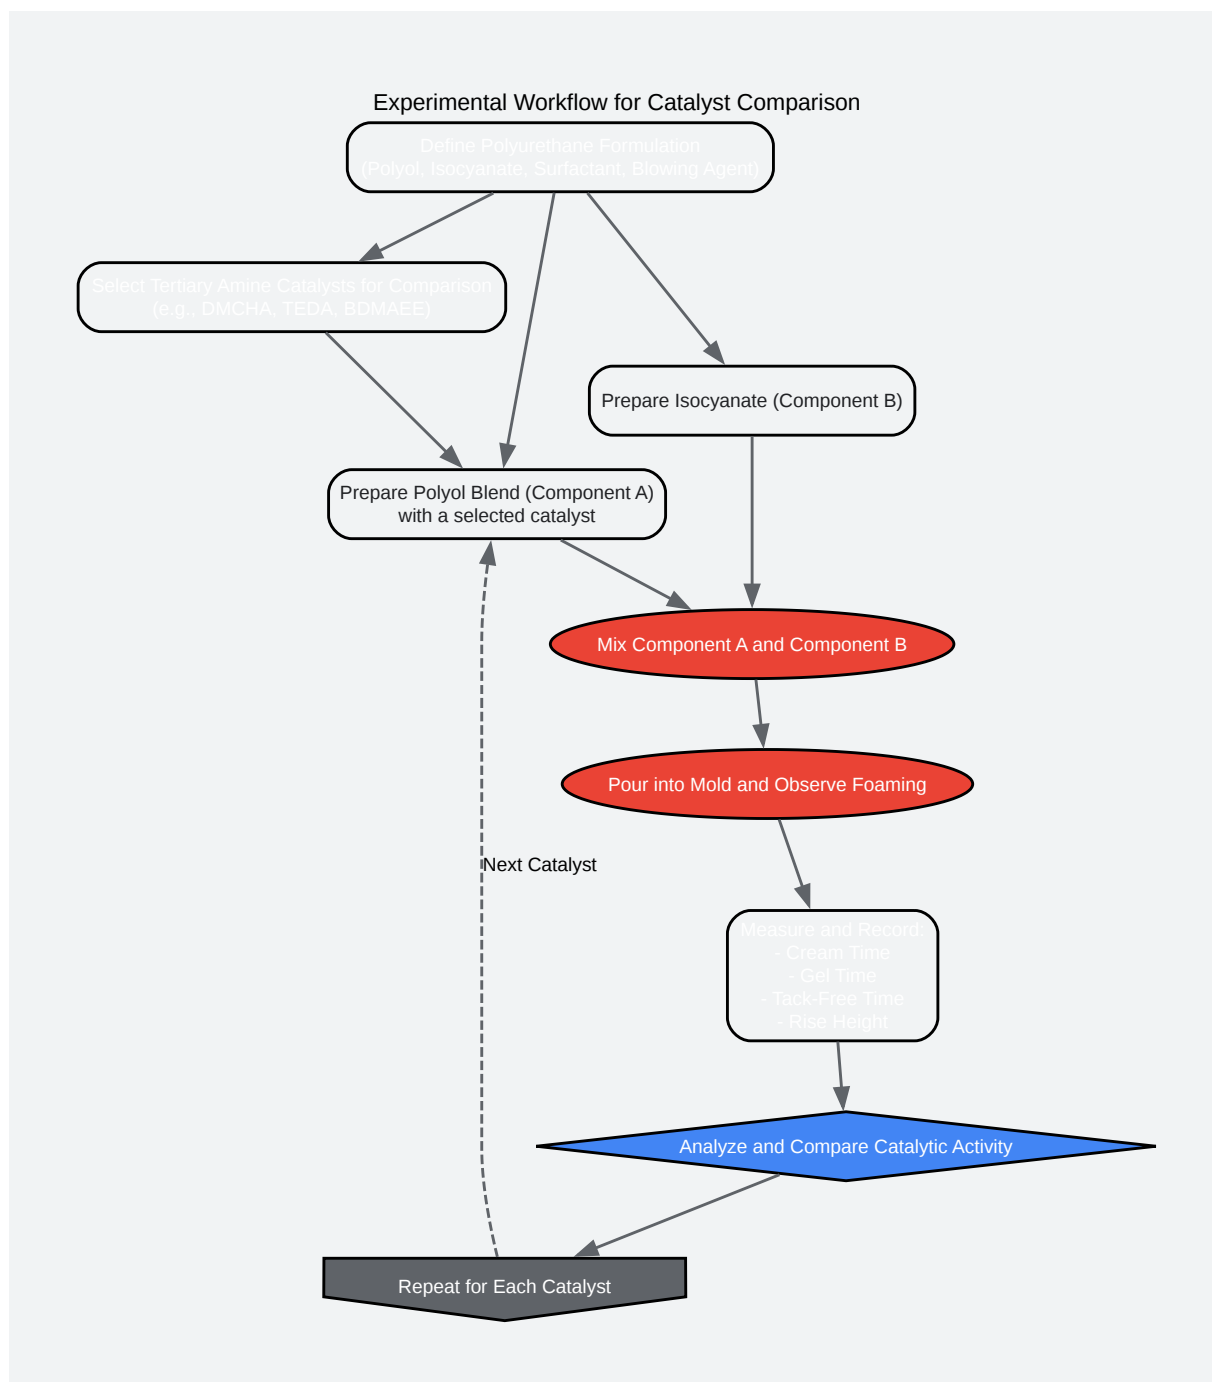 Experimental Workflow for Catalyst Comparison
Define Polyurethane Formulation
(Polyol, Isocyanate, Surfactant, Blowing Agent)
Select Tertiary Amine Catalysts for Comparison
(e.g., DMCHA, TEDA, BDMAEE)
Prepare Isocyanate (Component B)
Prepare Polyol Blend (Component A)
with a selected catalyst
Mix Component A and Component B
Pour into Mold and Observe Foaming
Next Catalyst
Measure and Record:
- Cream Time
- Gel Time
- Tack-Free Time
- Rise Height
Analyze and Compare Catalytic Activity
Repeat for Each Catalyst